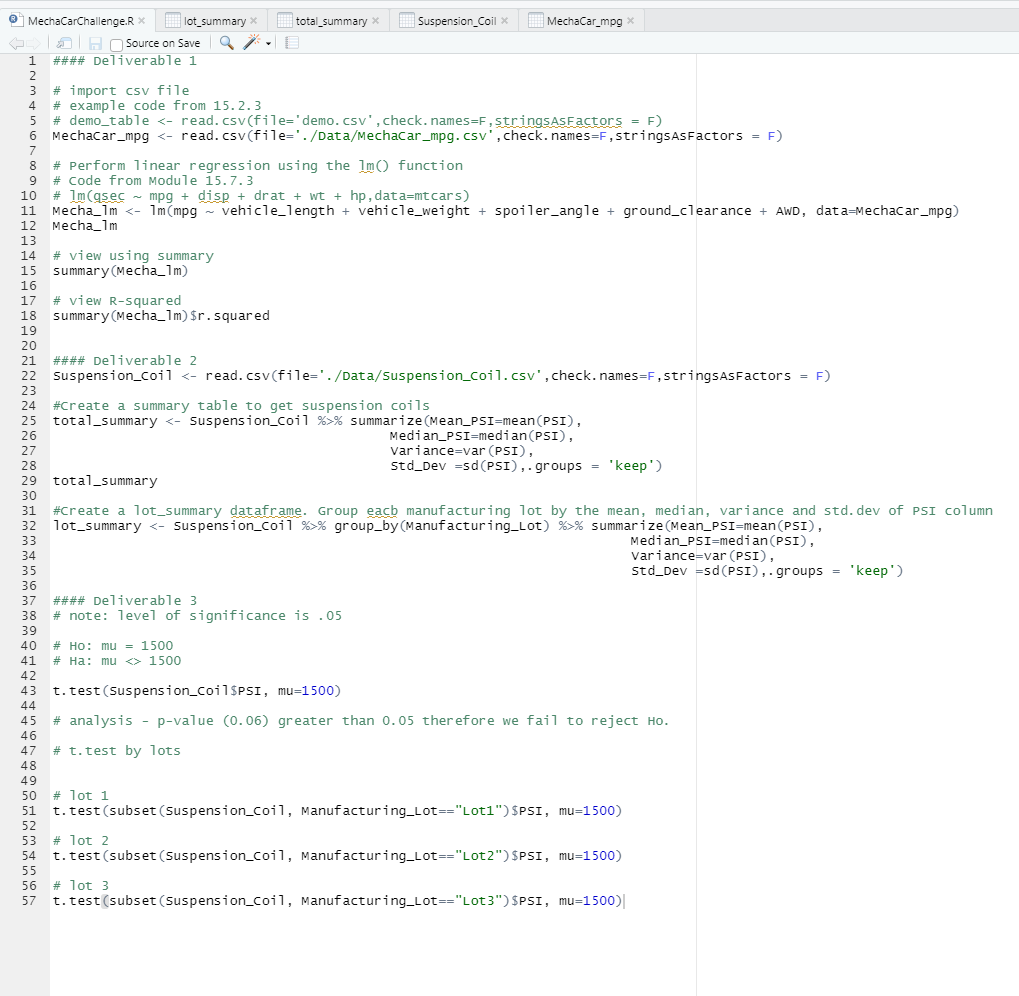 MechaCarChallenge.R
lot_summary
total_summary
Suspension_Coil
MechaCar_mpg
Source on Save
1 #### Deliverable 1
2
3 # import csv file
4 # example code from 15.2.3
5 # demo_table <- read.csv(file='demo.csv',check.names=F,stringsAsFactors = F)
6 MechaCar_mpg <- read.csv(file='./Data/MechaCar_mpg.csv',check.names=F,stringsAsFactors = F)
7
8 # Perform linear regression using the lm() function
9 # Code from Module 15.7.3
10 # lm(qsec ~ mpg + disp + drat + wt + hp,data=mtcars)
11 Mecha_lm <- lm(mpg ~ vehicle_length + vehicle_weight + spoiler_angle + ground_clearance + AWD, data=MechaCar_mpg)
12 Mecha_lm
13
14 # view using summary
15 summary(Mecha_lm)
16
17 # view R-squared
18 summary(Mecha_lm)$r.squared
19
20
21 #### Deliverable 2
22 Suspension_Coil <- read.csv(file='./Data/Suspension_Coil.csv',check.names=F,stringsAsFactors = F)
23
24 #Create a summary table to get suspension coils
25 total_summary <- Suspension_Coil %>% summarize(Mean_PSI=mean(PSI),
26 Median_PSI=median(PSI),
27 Variance=var(PSI),
28 Std_Dev =sd(PSI),.groups = 'keep')
29 total_summary
30
31 #Create a lot_summary dataframe. Group eacb manufacturing lot by the mean, median, variance and std.dev of PSI column
32 lot_summary <- Suspension_Coil %>% group_by(Manufacturing_Lot) %>% summarize(Mean_PSI=mean(PSI),
33 Median_PSI=median(PSI),
34 Variance=var(PSI),
35 Std_Dev =sd(PSI),.groups = 'keep')
36
37 #### Deliverable 3
38 # note: level of significance is .05
39
40 # Ho: mu = 1500
41 # Ha: mu <> 1500
42
43 t.test(Suspension_Coil$PSI, mu=1500)
44
45 # analysis - p-value (0.06) greater than 0.05 therefore we fail to reject Ho.
46
47 # t.test by lots
48
49
50 # lot 1
51 t.test(subset(Suspension_Coil, Manufacturing_Lot=="Lot1")$PSI, mu=1500)
52
53 # lot 2
54 t.test(subset(Suspension_Coil, Manufacturing_Lot=="Lot2")$PSI, mu=1500)
55
56 # lot 3
57 t.test(subset(Suspension_Coil, Manufacturing_Lot=="Lot3")$PSI, mu=1500)